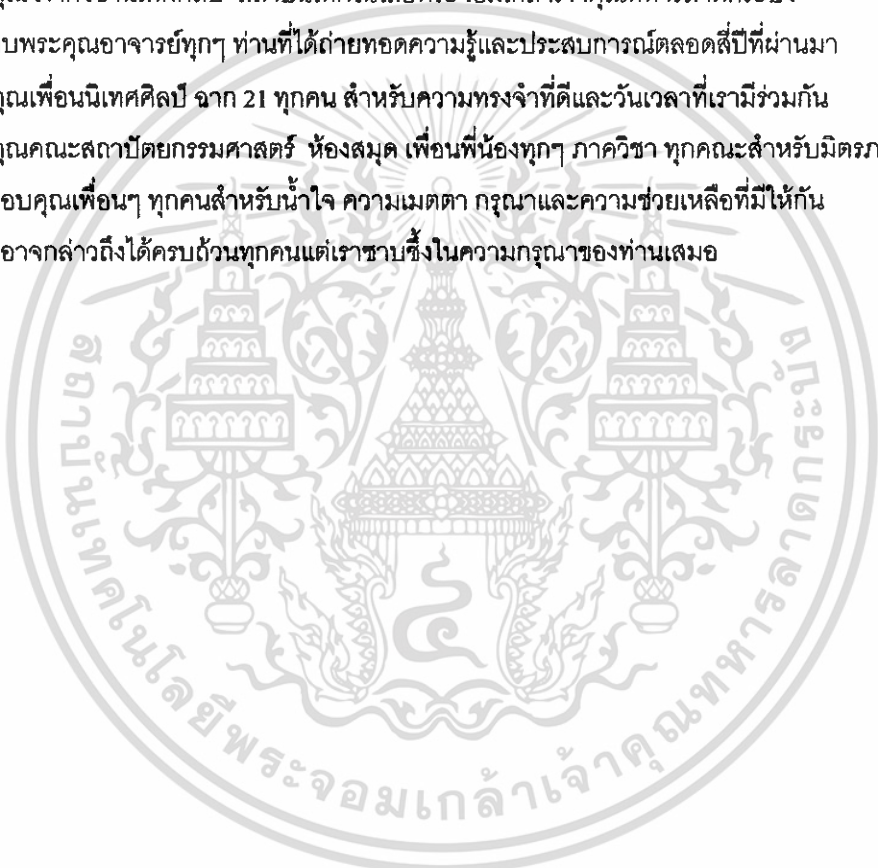 บพระคุณอาจารย์ทุกๆ ท่านที่ได้ถ่ายทอดความรู้และประสบการณ์ตลอดสี่ปีที่ผ่านมา
คุณเพื่อนนิเทศศิลป์ ฉาก 21 ทุกคน สำหรับความทรงจำที่ดีและวันเวลาที่เรามีร่วมกัน
คุณคณะสถาปัตยกรรมศาสตร์ ห้องสมุด เพื่อนพี่น้องทุกๆ ภาควิชา ทุกคณะสำหรับมิตรภ
อบคุณเพื่อนๆ ทุกคนสำหรับน้ำใจ ความเมตตา กรุณาและความช่วยเหลือที่มีให้กัน
อาจกล่าวถึงได้ครบถ้วนทุกคนแต่เราซาบซึ้งในความกรุณาของท่านเสมอ
สถาบันเทคโนโลยีพระจอมเกล้าเจ้าคุณทหารลาดกระบัง